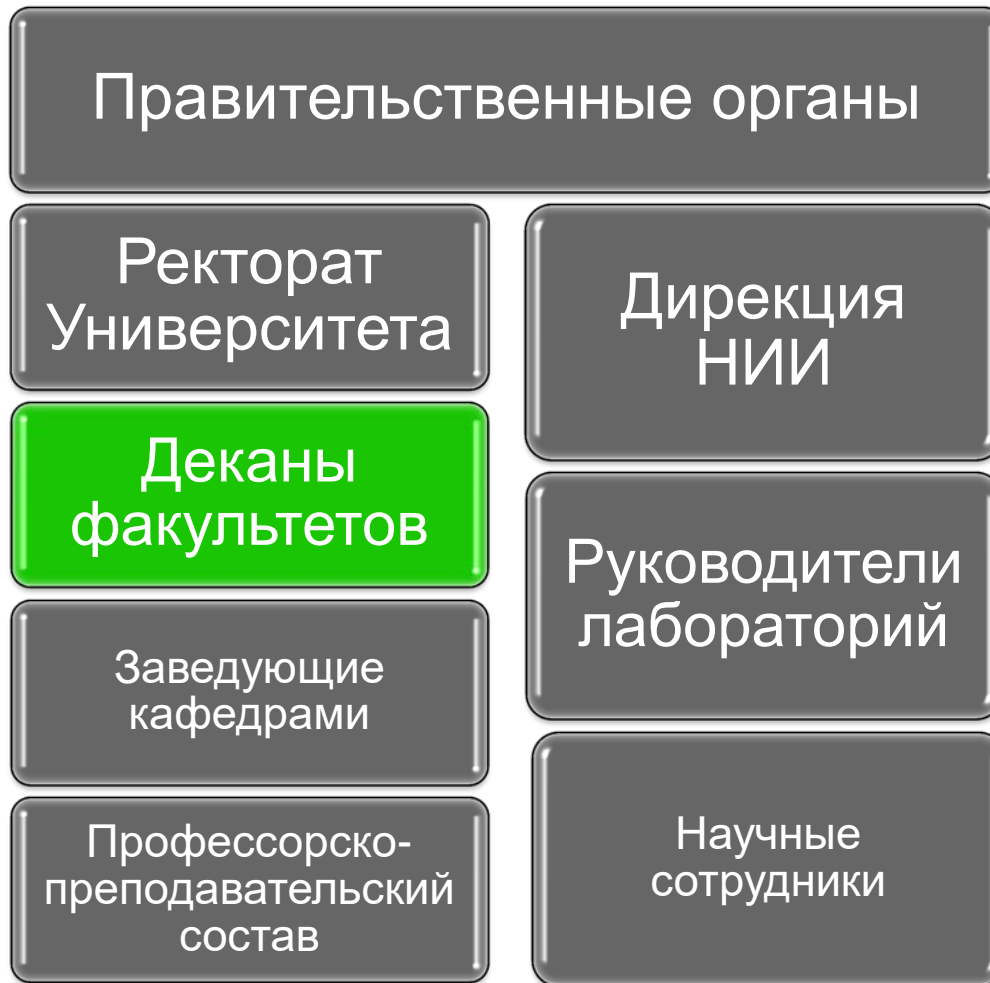 Правительственные органы
Ректорат
Университета
Дирекция
НИИ
Деканы
факультетов
Руководители
лабораторий
Заведующие
кафедрами
Профессорско-
преподавательский
состав
Научные
сотрудники